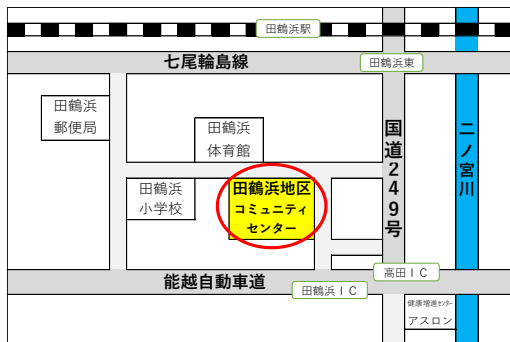 田鶴浜駅
七尾輪島線
田鶴浜東
田鶴浜
郵便局
田鶴浜
体育館
国道249号
二ノ宮川
田鶴浜
小学校
田鶴浜地区
コミュニティ
センター
高田IC
能越自動車道
田鶴浜IC
健康増進センター
アスロン